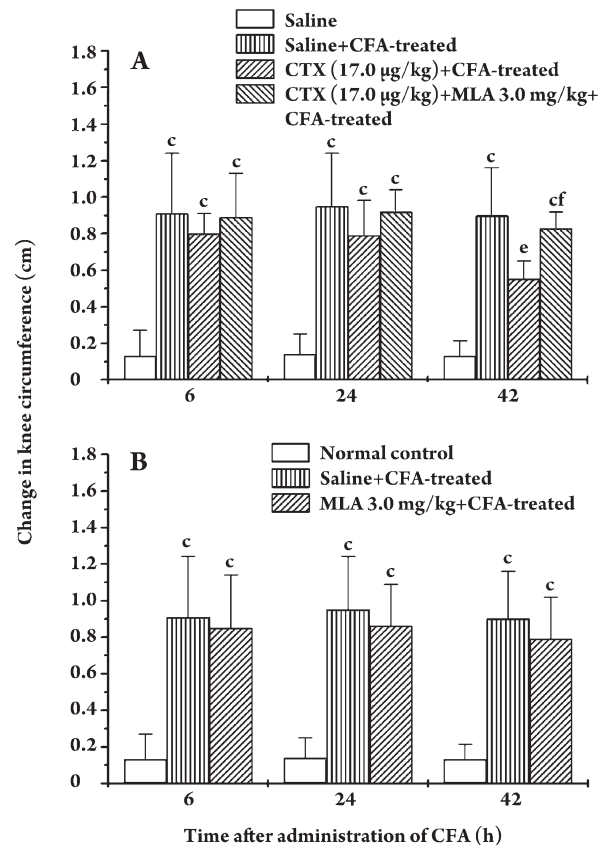 Change in knee circumference (cm)
A
Saline
Saline+CFA-treated
CTX (17.0 μg/kg)+CFA-treated
CTX (17.0 μg/kg)+MLA 3.0 mg/kg+
CFA-treated
1.8
1.6
1.4
1.2
1.0
0.8
0.6
0.4
0.2
0
c
c
c
c
c
c
c
e
cf
6
24
42
B
Normal control
Saline+CFA-treated
MLA 3.0 mg/kg+CFA-treated
1.8
1.6
1.4
1.2
1.0
0.8
0.6
0.4
0.2
0
c
c
c
c
c
c
6
24
42
Time after administration of CFA (h)